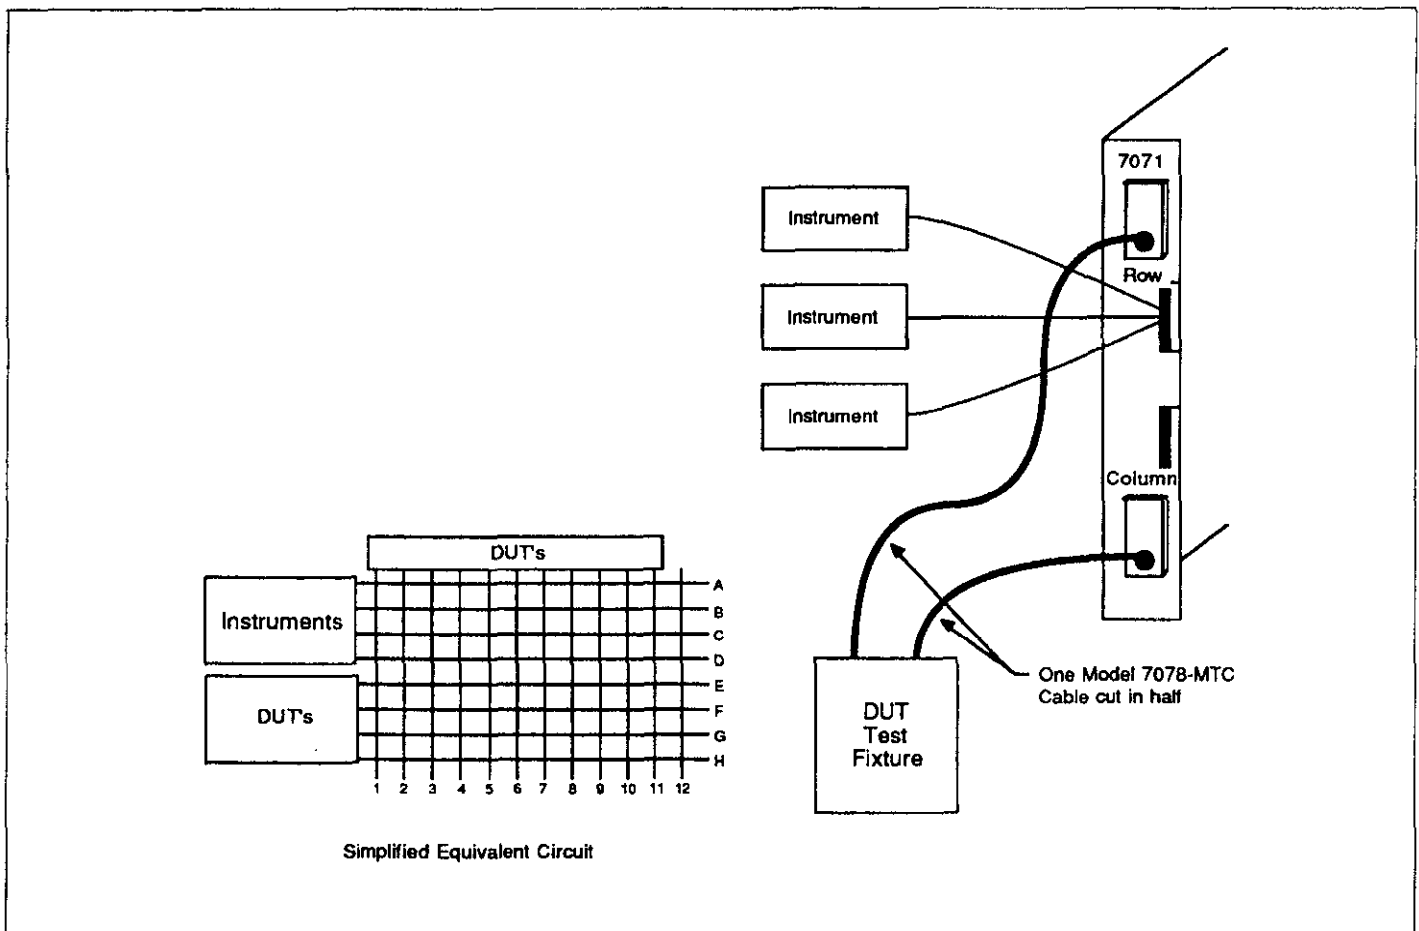 7071
Instrument
Row
Instrument
Instrument
Column
DUT's
Instruments
A
B
C
D
DUT's
E
F
G
H
1 2 3 4 5 6 7 8 9 10 11 12
Simplified Equivalent Circuit
One Model 7078-MTC
Cable cut in half
DUT
Test
Fixture